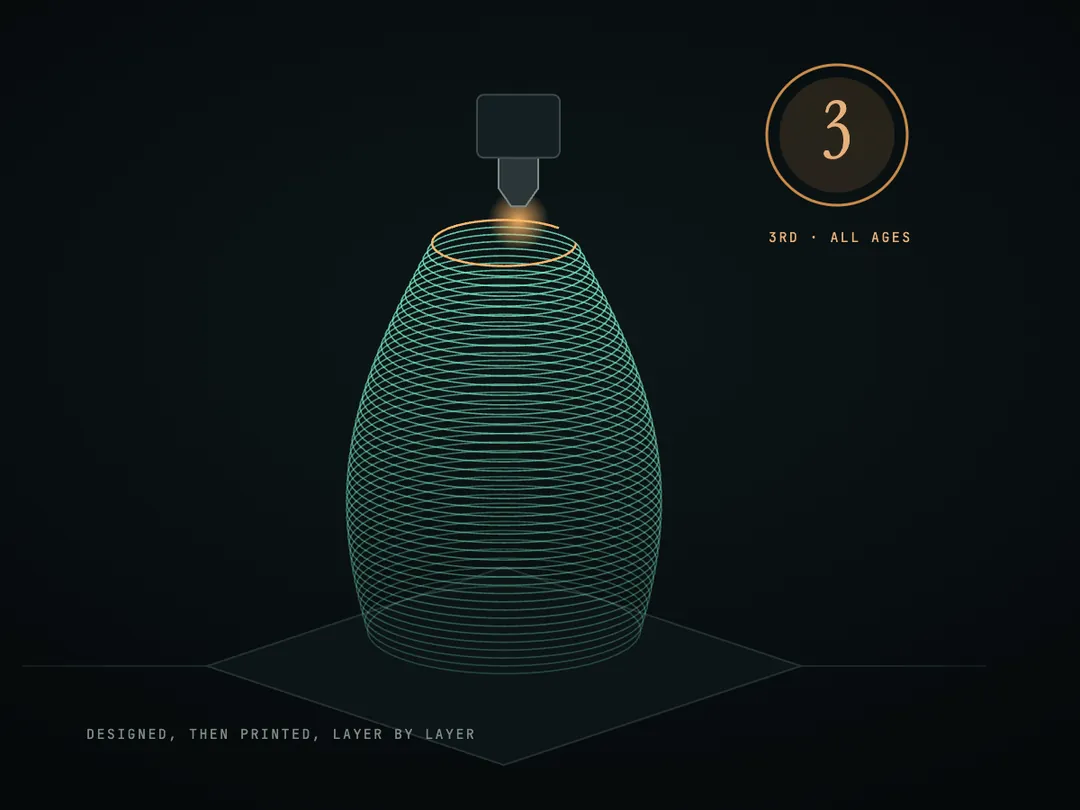 3
3RD · ALL AGES
DESIGNED, THEN PRINTED, LAYER BY LAYER